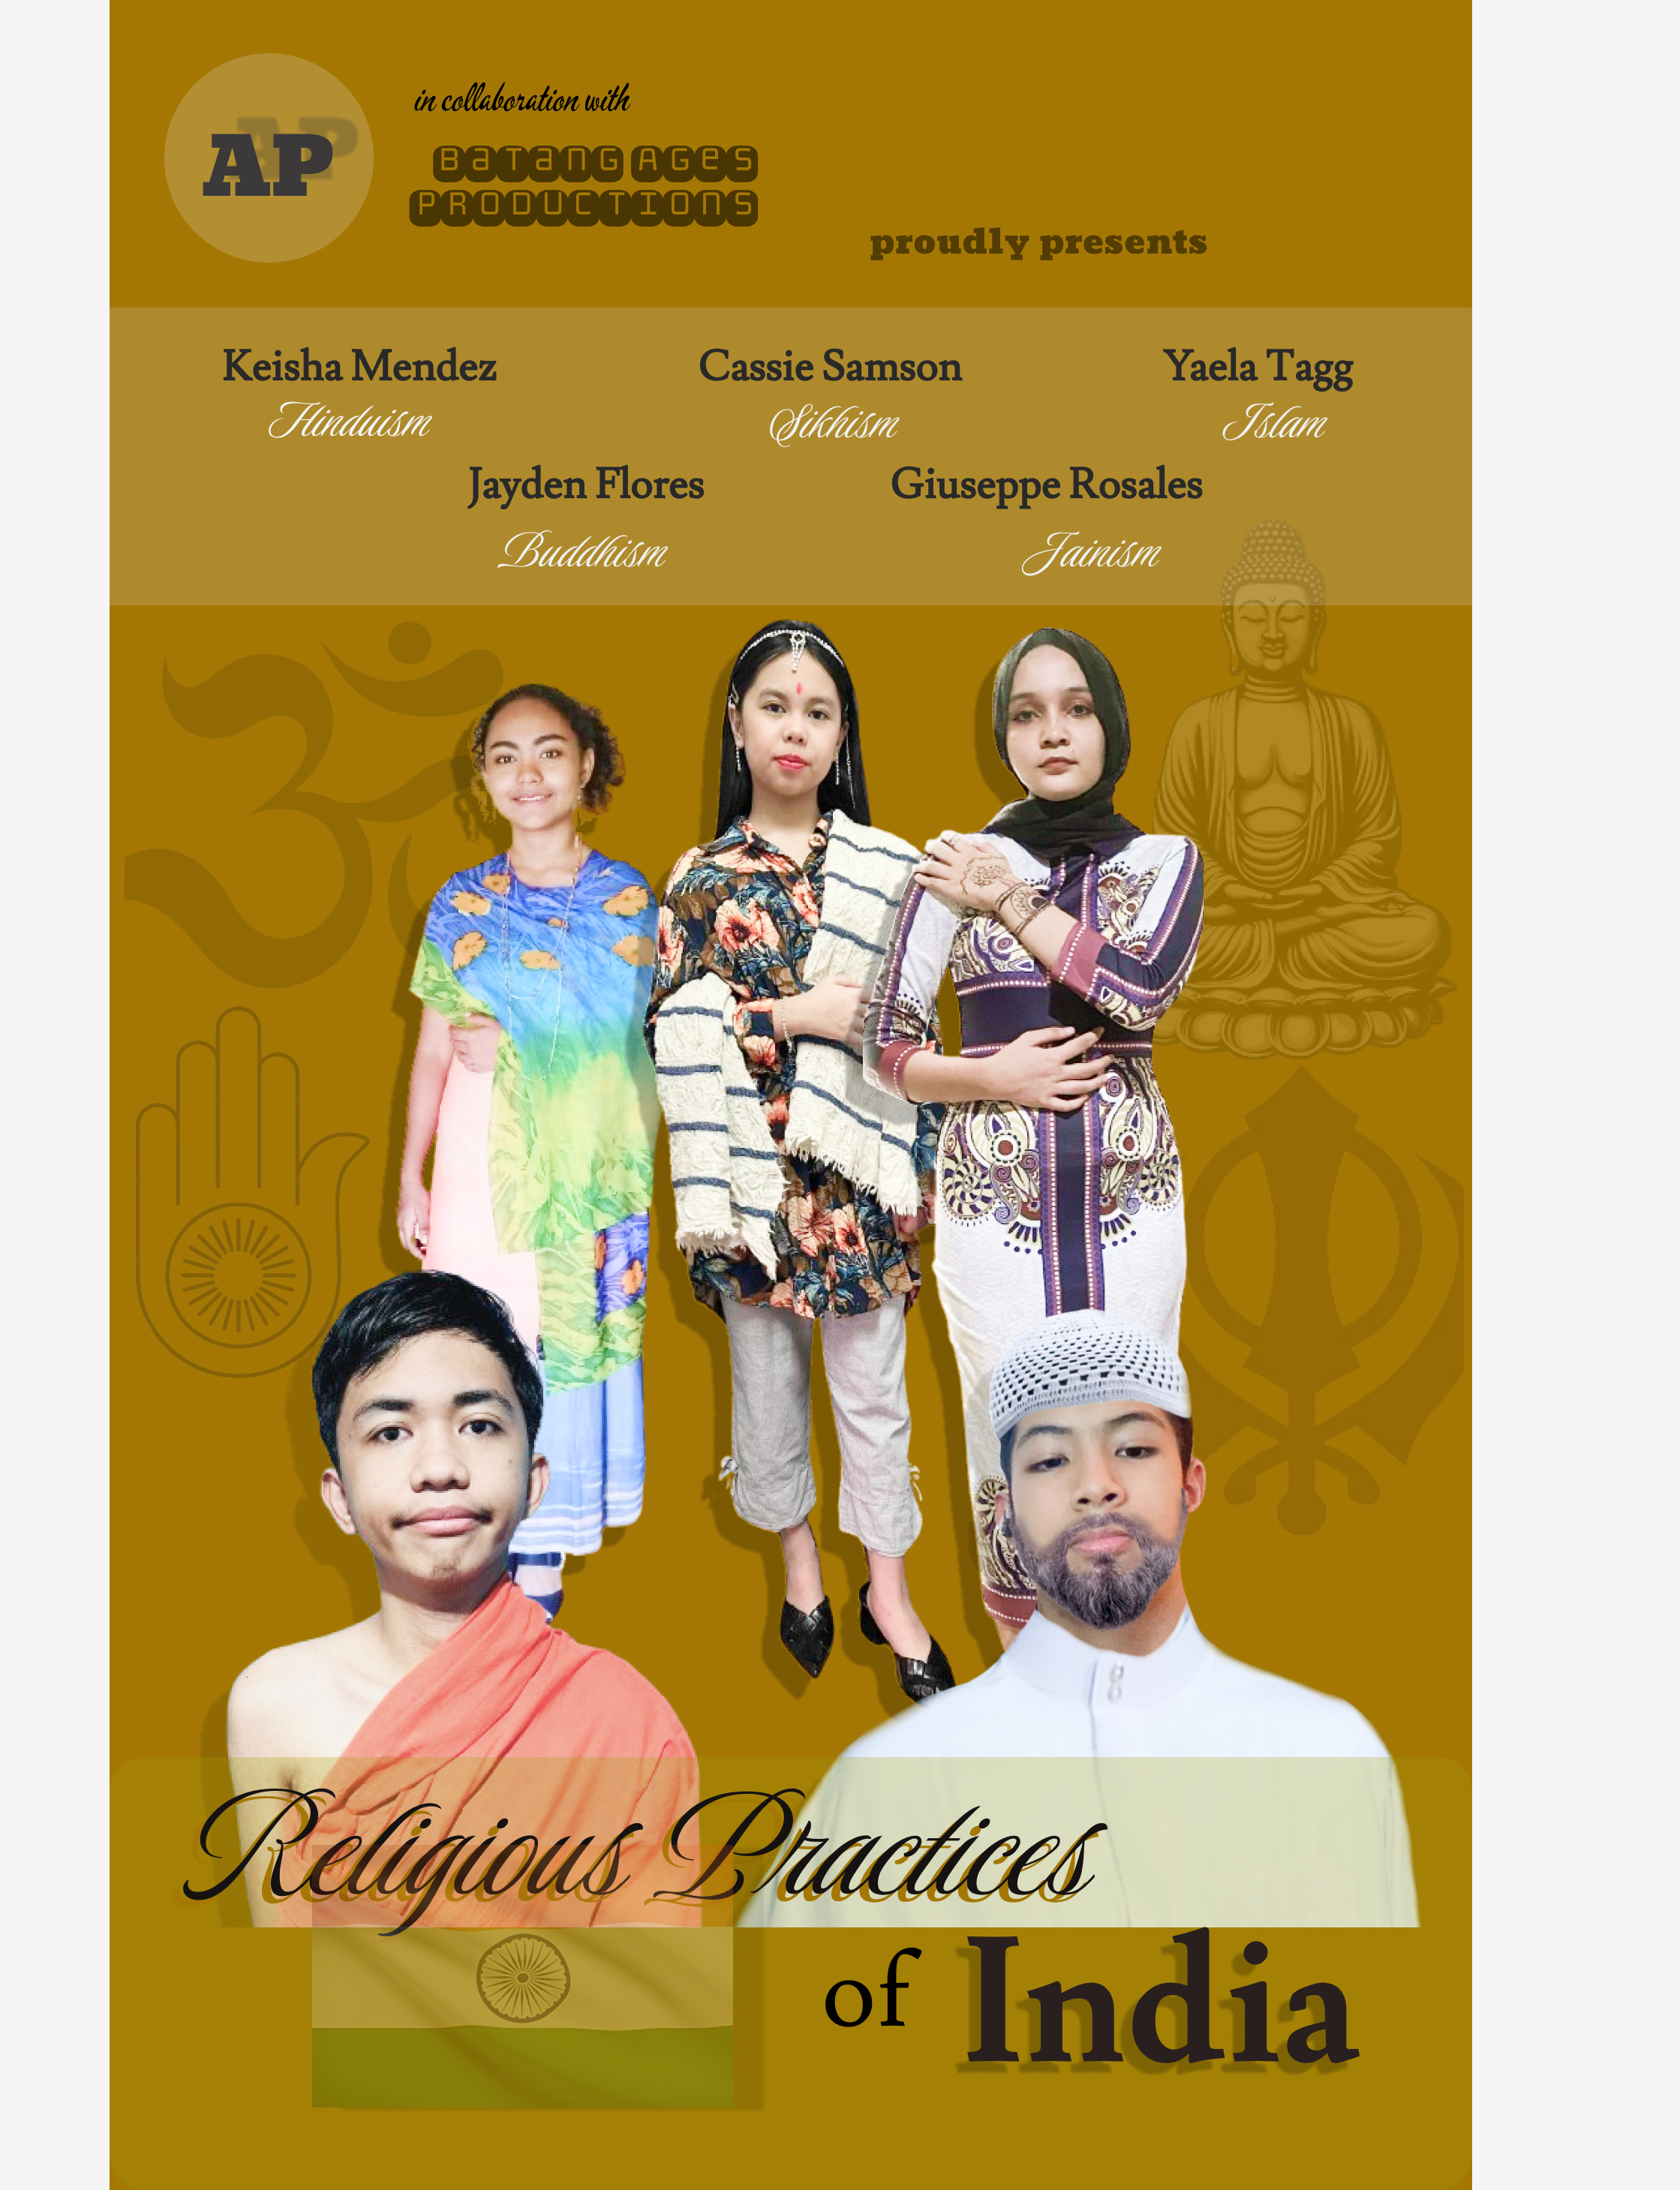 AP
in collaboration with
Batang Ages
PRODUCTIONS
proudly presents
Keisha Mendez
Cassie Samson
Yaela Tagg
Hinduism
Sikhism
Islam
Jayden Flores
Giuseppe Rosales
Buddhism
Jainism
Religious Practices
of India